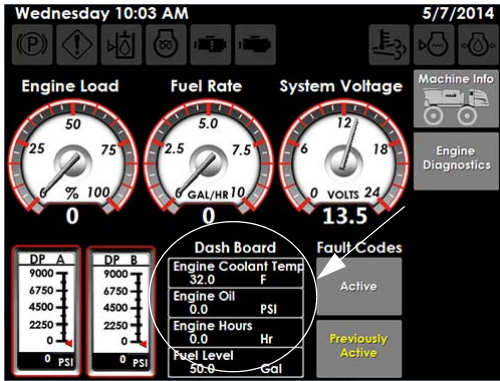 Wednesday 10:03 AM 5/7/2014
(P)
Machine Info
Engine Load Fuel Rate System Voltage
50 5.0 12
25 75 2.5 7.5 6 18
0 % 100 0 GAL/HR 10 0 VOLTS 24
0 0 13.5
Engine
Diagnostics
DP A DP B
9000 9000
6750 6750
4500 4500
2250 2250
0 0
0 PSI 0 PSI
Dash Board
Engine Coolant Temp
32.0 F
Engine Oil
0.0 PSI
Engine Hours
0.0 Hr
Fuel Level
50.0 Gal
Fault Codes
Active
Previously
Active